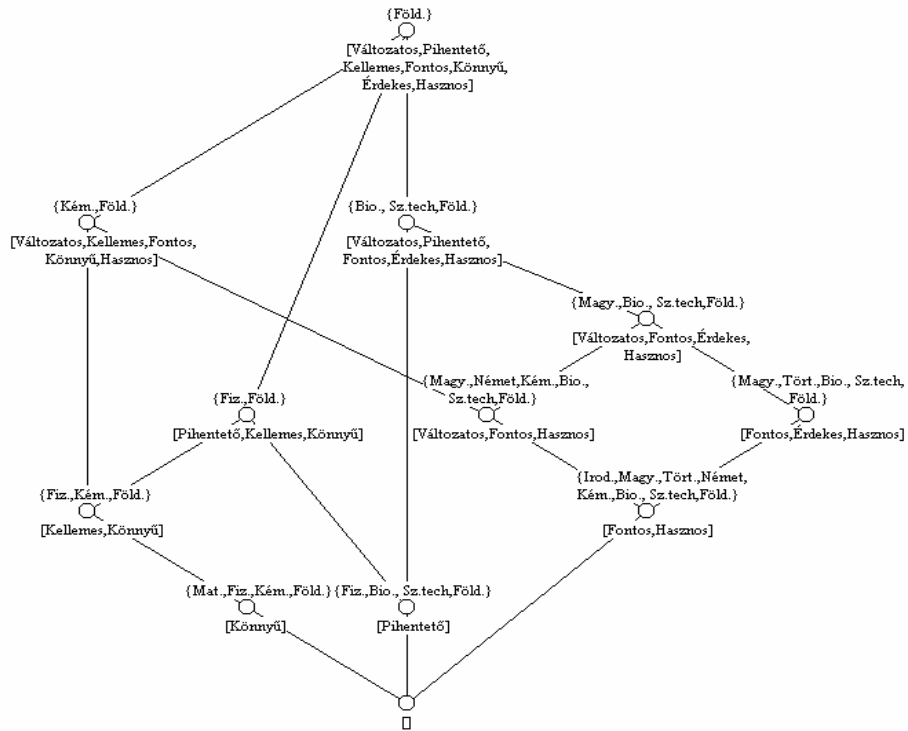 {Föld.}
[Változatos,Pihentető,
Kellemes,Fontos,Könnyű,
Érdekes,Hasznos]
{Kém.,Föld.}
[Változatos,Kellemes,Fontos,
Könnyű,Hasznos]
{Bio., Sz.tech,Föld.}
[Változatos,Pihentető,
Fontos,Érdekes,Hasznos]
{Magy.,Bio., Sz.tech,Föld.}
[Változatos,Fontos,Érdekes,
Hasznos]
{Fiz.,Föld.}
[Pihentető,Kellemes,Könnyű]
{Magy.,Német,Kém.,Bio.,
Sz.tech,Föld.}
[Változatos,Fontos,Hasznos]
{Magy.,Tört.,Bio., Sz.tech,
Föld.}
[Fontos,Érdekes,Hasznos]
{Fiz.,Kém.,Föld.}
[Kellemes,Könnyű]
{Irod.,Magy.,Tört.,Német,
Kém.,Bio., Sz.tech,Föld.}
[Fontos,Hasznos]
{Mat.,Fiz.,Kém.,Föld.}
[Könnyű]
{Fiz.,Bio., Sz.tech,Föld.}
[Pihentető]
[]